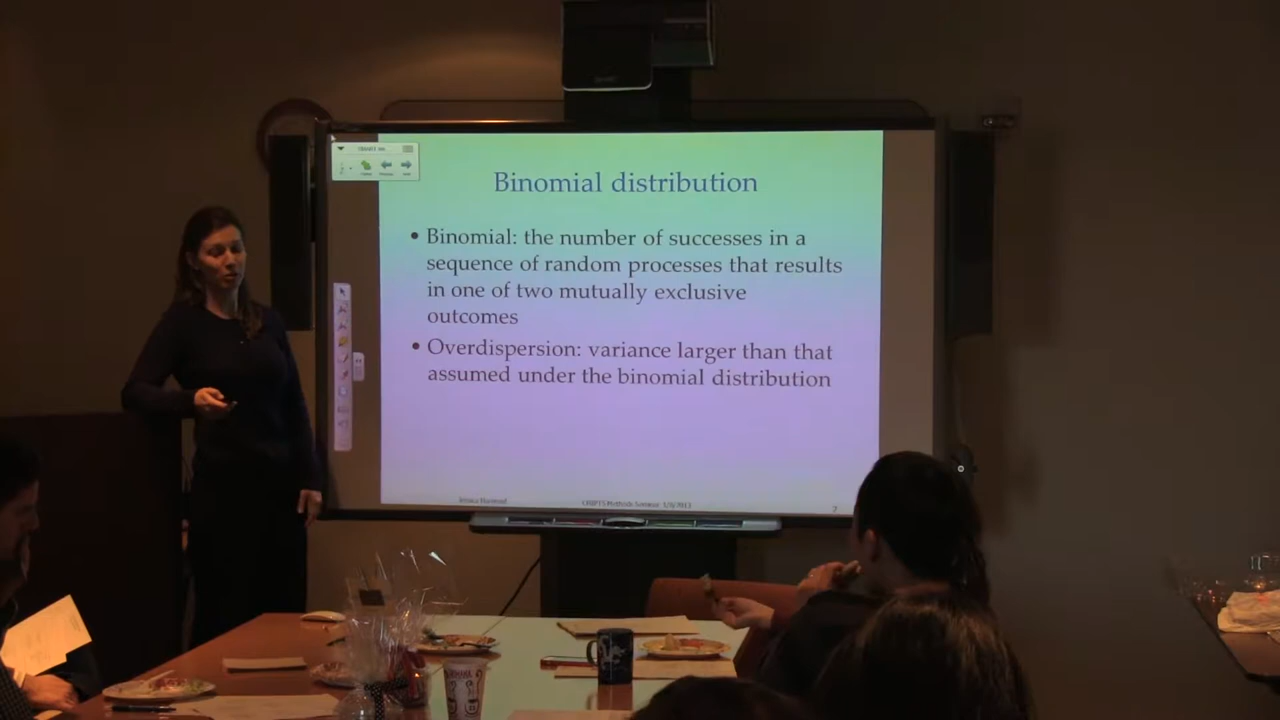 Binomial distribution
• Binomial: the number of successes in a
sequence of random processes that results
in one of two mutually exclusive
outcomes
• Overdispersion: variance larger than that
assumed under the binomial distribution
7